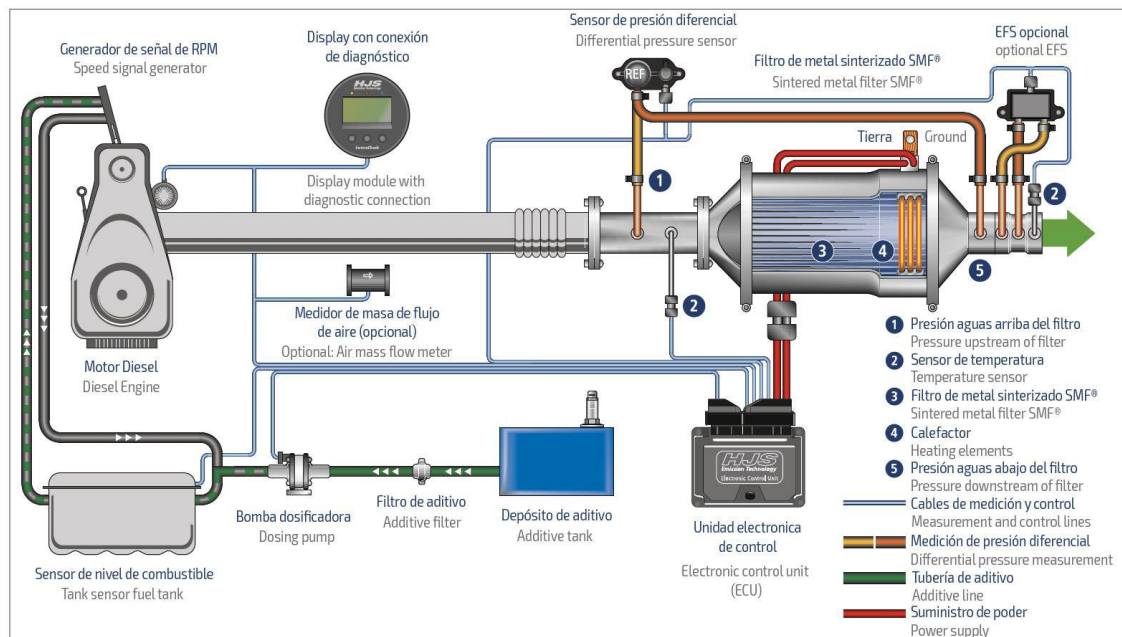 Generador de señal de RPM
Speed signal generator
Display con conexión
de diagnóstico
HJS
Emission Technology
Display module with
diagnostic connection
Sensor de presión diferencial
Differential pressure sensor
REF
Filtro de metal sinterizado SMF®
Sintered metal filter SMF®
EFS opcional
optional EFS
Tierra
Ground
1
2
3
4
5
2
Medidor de masa de flujo
de aire (opcional)
Optional: Air mass flow meter
Motor Diesel
Diesel Engine
Sensor de nivel de combustible
Tank sensor fuel tank
Bomba dosificadora
Dosing pump
Filtro de aditivo
Additive filter
Depósito de aditivo
Additive tank
HJS
Emission Technology
Electronic Control Unit
Unidad electronica
de control
Electronic control unit
(ECU)
1 Presión aguas arriba del filtro
Pressure upstream of filter
2 Sensor de temperatura
Temperature sensor
3 Filtro de metal sinterizado SMF®
Sintered metal filter SMF®
4 Calefactor
Heating elements
5 Presión aguas abajo del filtro
Pressure downstream of filter
Cables de medición y control
Measurement and control lines
Medición de presión diferencial
Differential pressure measurement
Tubería de aditivo
Additive line
Suministro de poder
Power supply